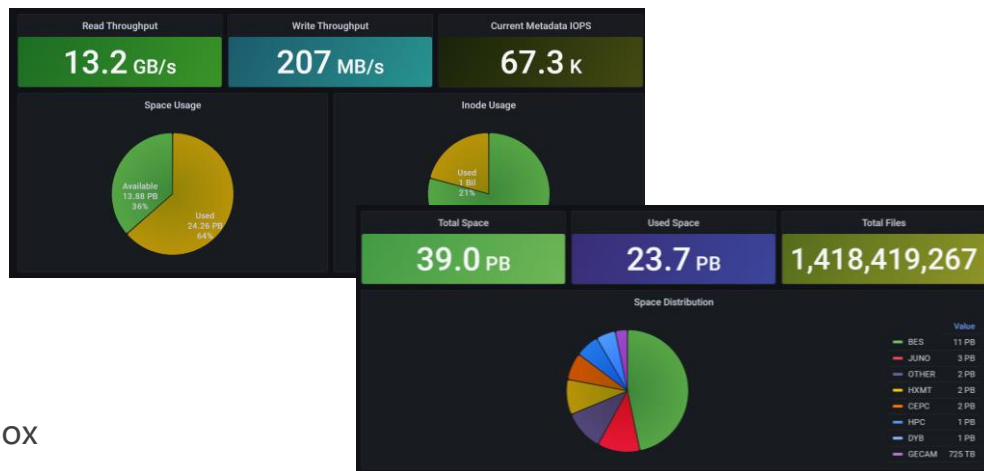 Read Throughput
13.2 GB/s
Write Throughput
207 MB/s
Current Metadata IOPS
67.3 K
Space Usage
Available
13.88 PB
36%
Used
24.26 PB
64%
Inode Usage
Used
1 Bil
21%
Total Space
39.0 PB
Used Space
23.7 PB
Total Files
1,418,419,267
Space Distribution
Value
BES 11 PB
JUNO 3 PB
OTHER 2 PB
HXMT 2 PB
CEPC 2 PB
HPC 1 PB
DYB 1 PB
GECAM 725 TB
ox